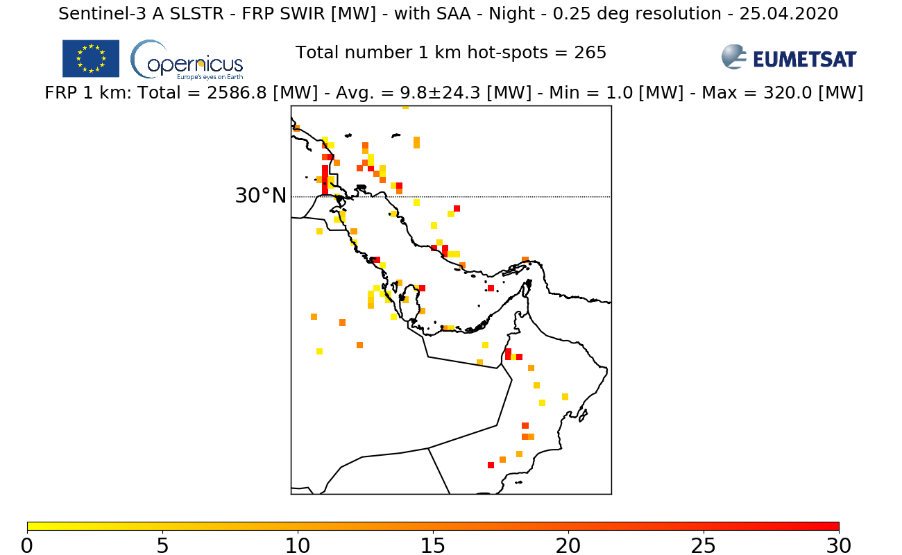 Sentinel-3 A SLSTR - FRP SWIR [MW] - with SAA - Night - 0.25 deg resolution - 25.04.2020
Total number 1 km hot-spots = 265
opernicus
Europe's eyes on Earth
EUMETSAT
FRP 1 km: Total = 2586.8 [MW] - Avg. = 9.8±24.3 [MW] - Min = 1.0 [MW] - Max = 320.0 [MW]
30°N
0 5 10 15 20 25 30